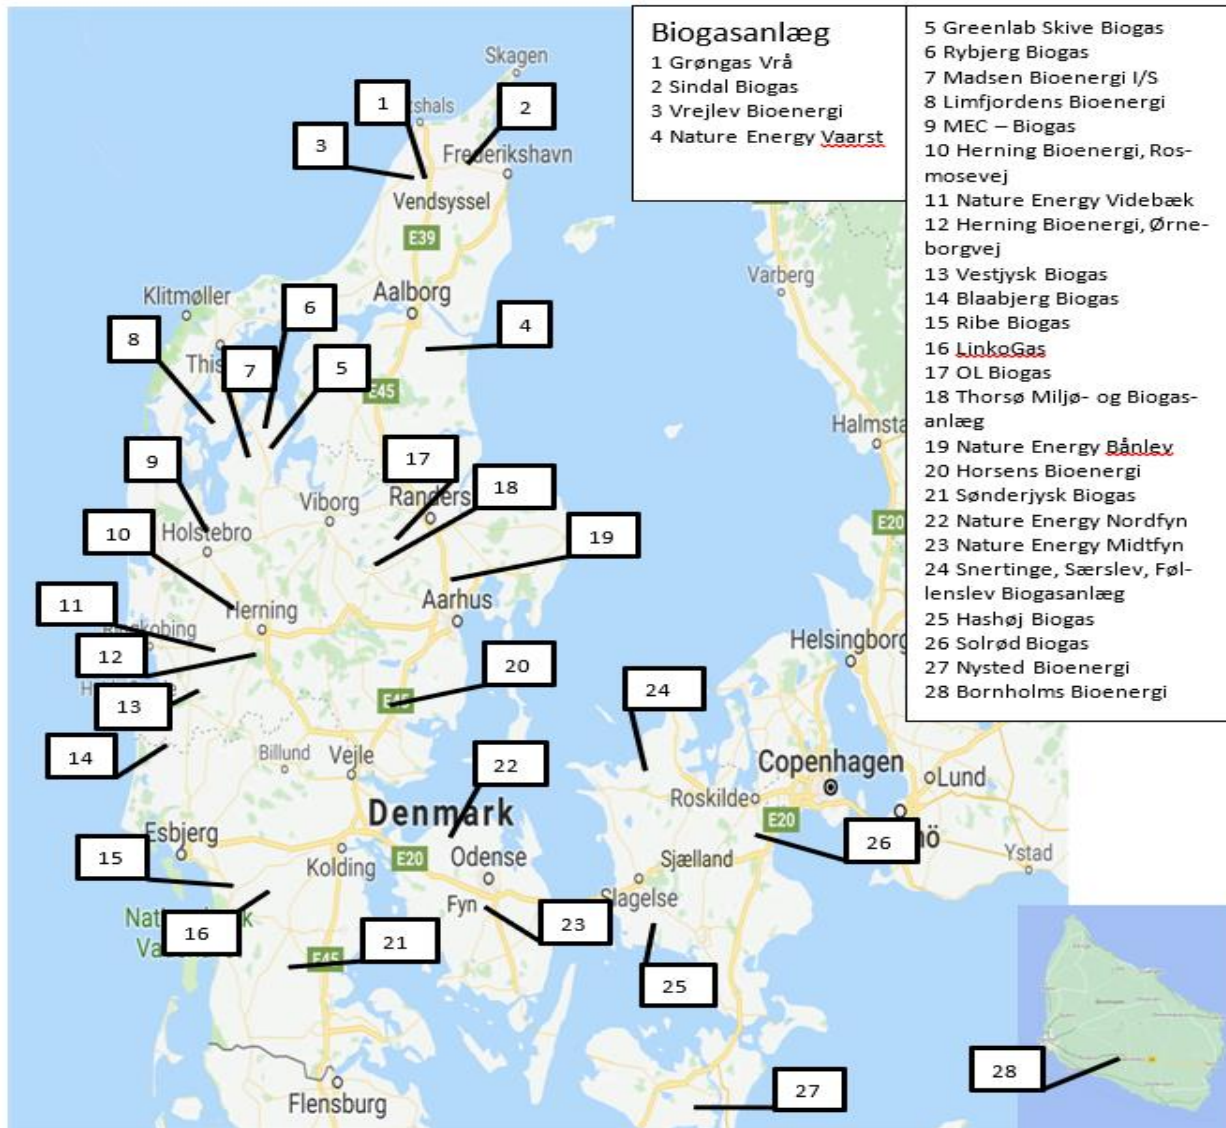 Biogasanlæg
1 Grøngas Vrå
2 Sindal Biogas
3 Vrejlev Bioenergi
4 Nature Energy Vaarst
5 Greenlab Skive Biogas
6 Rybjerg Biogas
7 Madsen Bioenergi I/S
8 Limfjordens Bioenergi
9 MEC – Biogas
10 Herning Bioenergi, Ros-
mosevej
11 Nature Energy Videbæk
12 Herning Bioenergi, Ørne-
borgvej
13 Vestjysk Biogas
14 Blaabjerg Biogas
15 Ribe Biogas
16 LinkoGas
17 OL Biogas
18 Thorsø Miljø- og Biogas-
anlæg
19 Nature Energy Bånlev
20 Horsens Bioenergi
21 Sønderjysk Biogas
22 Nature Energy Nordfyn
23 Nature Energy Midtfyn
24 Snertinge, Særslev, Føl-
lenslev Biogasanlæg
25 Hashøj Biogas
26 Solrød Biogas
27 Nysted Bioenergi
28 Bornholms Bioenergi
Skagen
1
2
tshals
3
Frederikshavn
Vendsyssel
E39
Varberg
Klitmøller
Aalborg
6
4
8
This
7
5
E45
Halmsta
9
17
18
Viborg
Randers
10
Holstebro
19
E20
11
Herning
Aarhus
Helsingborg
12
20
24
13
E45
14
Billund
Vejle
22
Copenhagen
Lund
Roskilde
Denmark
E20
Esbjerg
26
ö
15
Kolding
E20
Odense
Sjælland
Ystad
Slagelse
Fyn
16
21
23
E45
25
28
27
Flensburg